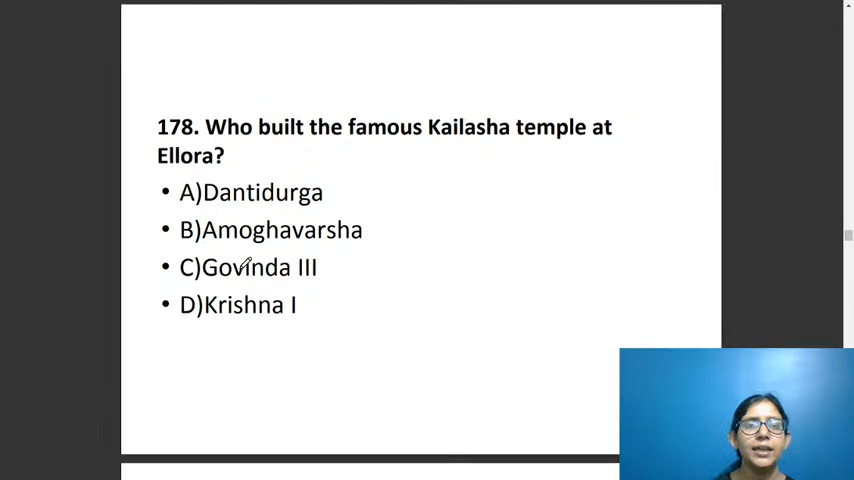 178. Who built the famous Kailasha temple at
Ellora?
• A)Dantidurga
• B)Amoghavarsha
• C)Govinda III
• D)Krishna I